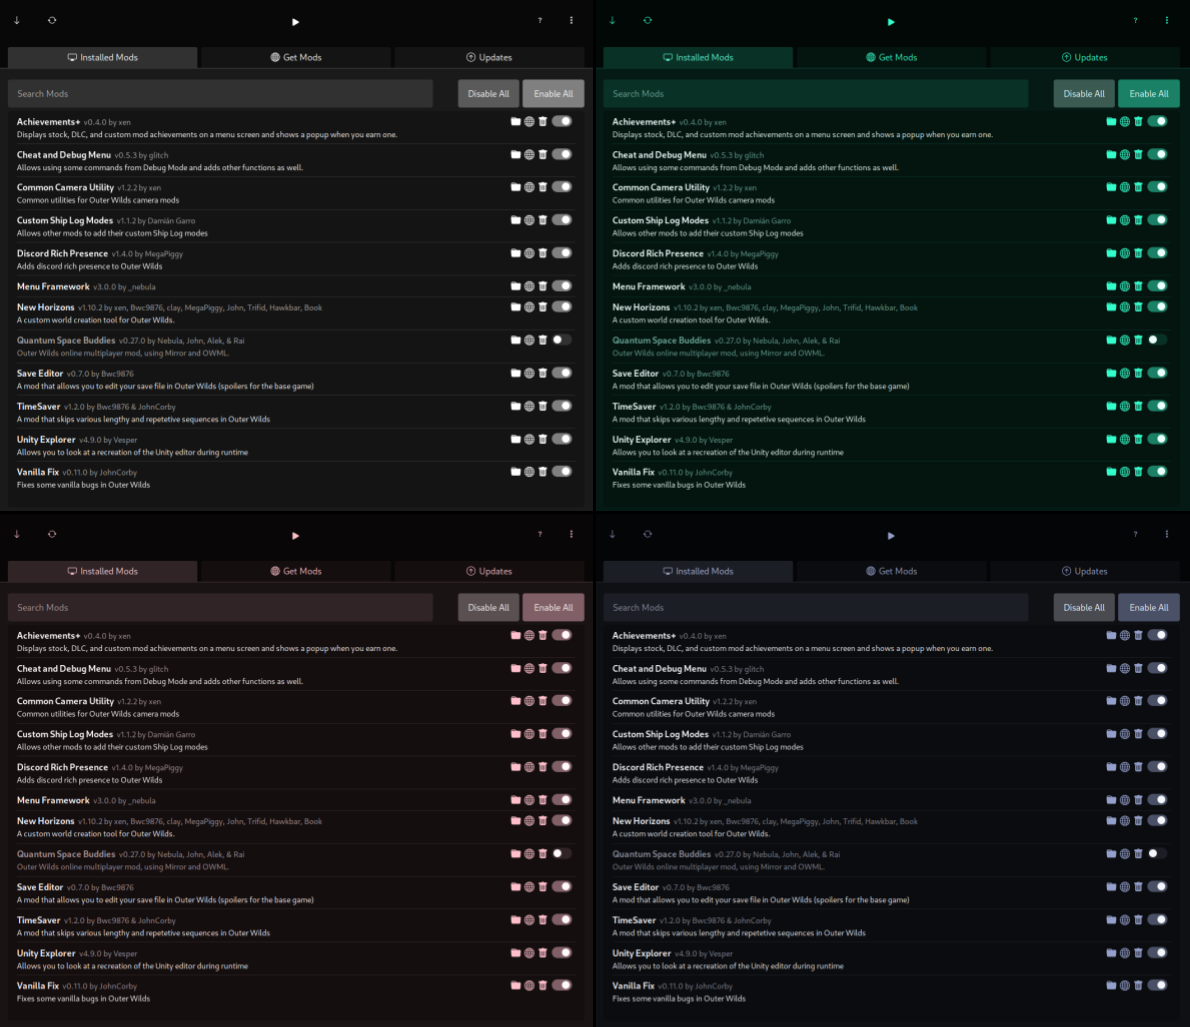 ?
Installed Mods Get Mods Updates
Search Mods Disable All Enable All
Achievements+ v0.4.0 by xen
Displays stock, DLC, and custom mod achievements on a menu screen and shows a popup when you earn one.
Cheat and Debug Menu v0.5.3 by glitch
Allows using some commands from Debug Mode and adds other functions as well.
Common Camera Utility v1.2.2 by xen
Common utilities for Outer Wilds camera mods
Custom Ship Log Modes v1.1.2 by Damián Garro
Allows other mods to add their custom Ship Log modes
Discord Rich Presence v1.4.0 by MegaPiggy
Adds discord rich presence to Outer Wilds
Menu Framework v3.0.0 by _nebula
New Horizons v1.10.2 by xen, Bwc9876, clay, MegaPiggy, John, Trifid, Hawkbar, Book
A custom world creation tool for Outer Wilds.
Quantum Space Buddies v0.27.0 by Nebula, John, Alek, & Rai
Outer Wilds online multiplayer mod, using Mirror and OWML.
Save Editor v0.7.0 by Bwc9876
A mod that allows you to edit your save file in Outer Wilds (spoilers for the base game)
TimeSaver v1.2.0 by Bwc9876 & JohnCorby
A mod that skips various lengthy and repetetive sequences in Outer Wilds
Unity Explorer v4.9.0 by Vesper
Allows you to look at a recreation of the Unity editor during runtime
Vanilla Fix v0.11.0 by JohnCorby
Fixes some vanilla bugs in Outer Wilds
?
Installed Mods Get Mods Updates
Search Mods Disable All Enable All
Achievements+ v0.4.0 by xen
Displays stock, DLC, and custom mod achievements on a menu screen and shows a popup when you earn one.
Cheat and Debug Menu v0.5.3 by glitch
Allows using some commands from Debug Mode and adds other functions as well.
Common Camera Utility v1.2.2 by xen
Common utilities for Outer Wilds camera mods
Custom Ship Log Modes v1.1.2 by Damián Garro
Allows other mods to add their custom Ship Log modes
Discord Rich Presence v1.4.0 by MegaPiggy
Adds discord rich presence to Outer Wilds
Menu Framework v3.0.0 by _nebula
New Horizons v1.10.2 by xen, Bwc9876, clay, MegaPiggy, John, Trifid, Hawkbar, Book
A custom world creation tool for Outer Wilds.
Quantum Space Buddies v0.27.0 by Nebula, John, Alek, & Rai
Outer Wilds online multiplayer mod, using Mirror and OWML.
Save Editor v0.7.0 by Bwc9876
A mod that allows you to edit your save file in Outer Wilds (spoilers for the base game)
TimeSaver v1.2.0 by Bwc9876 & JohnCorby
A mod that skips various lengthy and repetetive sequences in Outer Wilds
Unity Explorer v4.9.0 by Vesper
Allows you to look at a recreation of the Unity editor during runtime
Vanilla Fix v0.11.0 by JohnCorby
Fixes some vanilla bugs in Outer Wilds
?
Installed Mods Get Mods Updates
Search Mods Disable All Enable All
Achievements+ v0.4.0 by xen
Displays stock, DLC, and custom mod achievements on a menu screen and shows a popup when you earn one.
Cheat and Debug Menu v0.5.3 by glitch
Allows using some commands from Debug Mode and adds other functions as well.
Common Camera Utility v1.2.2 by xen
Common utilities for Outer Wilds camera mods
Custom Ship Log Modes v1.1.2 by Damián Garro
Allows other mods to add their custom Ship Log modes
Discord Rich Presence v1.4.0 by MegaPiggy
Adds discord rich presence to Outer Wilds
Menu Framework v3.0.0 by _nebula
New Horizons v1.10.2 by xen, Bwc9876, clay, MegaPiggy, John, Trifid, Hawkbar, Book
A custom world creation tool for Outer Wilds.
Quantum Space Buddies v0.27.0 by Nebula, John, Alek, & Rai
Outer Wilds online multiplayer mod, using Mirror and OWML.
Save Editor v0.7.0 by Bwc9876
A mod that allows you to edit your save file in Outer Wilds (spoilers for the base game)
TimeSaver v1.2.0 by Bwc9876 & JohnCorby
A mod that skips various lengthy and repetetive sequences in Outer Wilds
Unity Explorer v4.9.0 by Vesper
Allows you to look at a recreation of the Unity editor during runtime
Vanilla Fix v0.11.0 by JohnCorby
Fixes some vanilla bugs in Outer Wilds
?
Installed Mods Get Mods Updates
Search Mods Disable All Enable All
Achievements+ v0.4.0 by xen
Displays stock, DLC, and custom mod achievements on a menu screen and shows a popup when you earn one.
Cheat and Debug Menu v0.5.3 by glitch
Allows using some commands from Debug Mode and adds other functions as well.
Common Camera Utility v1.2.2 by xen
Common utilities for Outer Wilds camera mods
Custom Ship Log Modes v1.1.2 by Damián Garro
Allows other mods to add their custom Ship Log modes
Discord Rich Presence v1.4.0 by MegaPiggy
Adds discord rich presence to Outer Wilds
Menu Framework v3.0.0 by _nebula
New Horizons v1.10.2 by xen, Bwc9876, clay, MegaPiggy, John, Trifid, Hawkbar, Book
A custom world creation tool for Outer Wilds.
Quantum Space Buddies v0.27.0 by Nebula, John, Alek, & Rai
Outer Wilds online multiplayer mod, using Mirror and OWML.
Save Editor v0.7.0 by Bwc9876
A mod that allows you to edit your save file in Outer Wilds (spoilers for the base game)
TimeSaver v1.2.0 by Bwc9876 & JohnCorby
A mod that skips various lengthy and repetetive sequences in Outer Wilds
Unity Explorer v4.9.0 by Vesper
Allows you to look at a recreation of the Unity editor during runtime
Vanilla Fix v0.11.0 by JohnCorby
Fixes some vanilla bugs in Outer Wilds